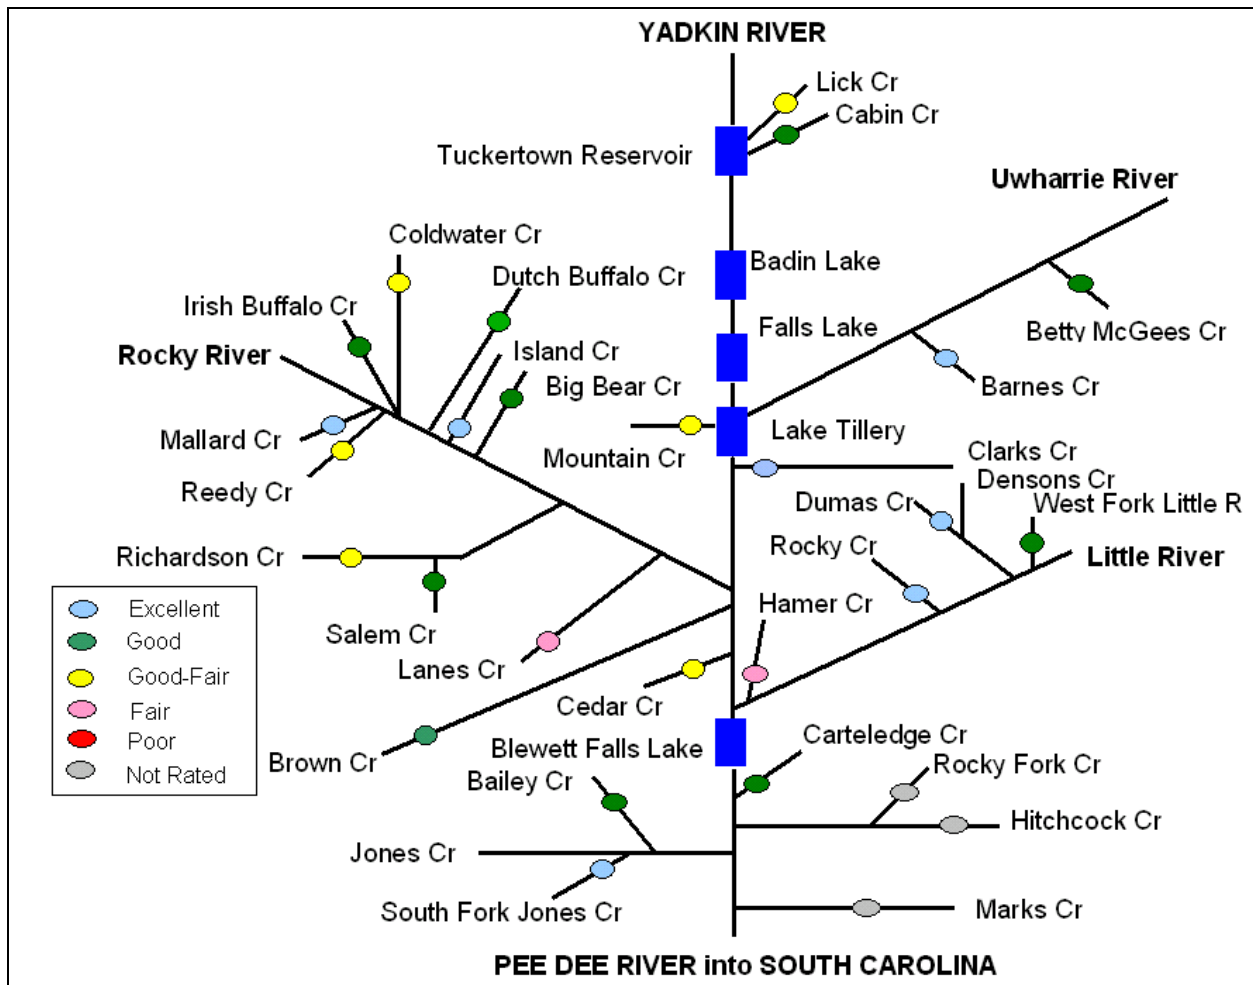 YADKIN RIVER
Lick Cr
Cabin Cr
Tuckertown Reservoir
Uwharrie River
Coldwater Cr
Badin Lake
Dutch Buffalo Cr
Irish Buffalo Cr
Falls Lake
Betty McGees Cr
Rocky River
Island Cr
Big Bear Cr
Barnes Cr
Mallard Cr
Lake Tillery
Mountain Cr
Clarks Cr
Densons Cr
Reedy Cr
Dumas Cr
West Fork Little R
Richardson Cr
Rocky Cr
Little River
Hamer Cr
Excellent
Good
Good-Fair
Fair
Poor
Not Rated
Salem Cr
Lanes Cr
Cedar Cr
Brown Cr
Blewett Falls Lake
Carteledge Cr
Bailey Cr
Rocky Fork Cr
Hitchcock Cr
Jones Cr
South Fork Jones Cr
Marks Cr
PEE DEE RIVER into SOUTH CAROLINA